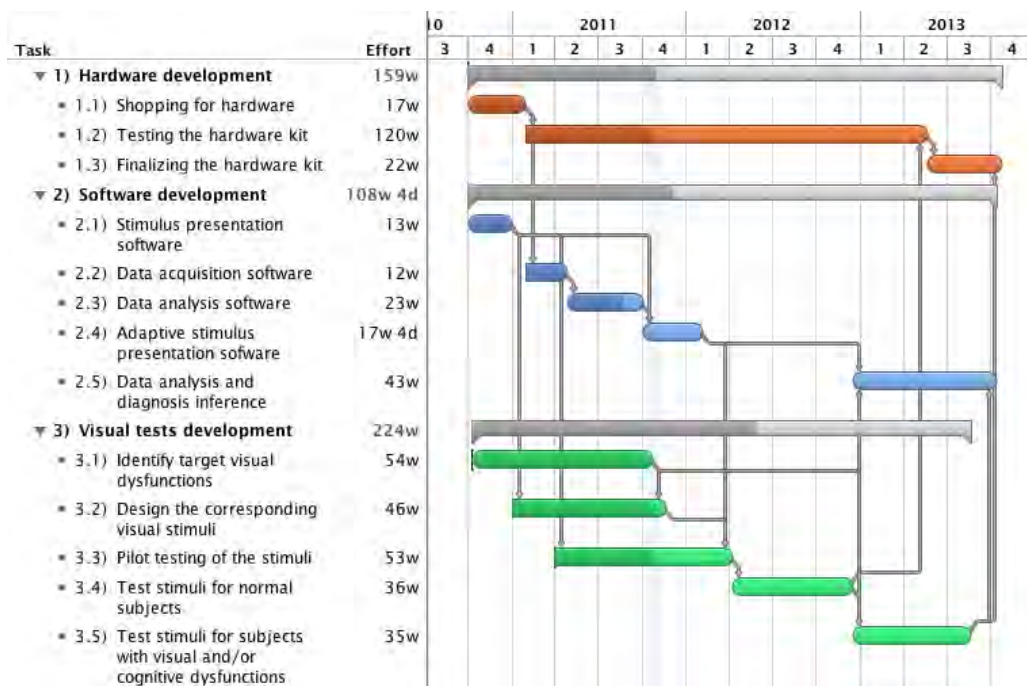 10 2011 2012 2013
Task Effort 3 4 1 2 3 4 1 2 3 4 1 2 3 4
1) Hardware development 159w
1.1) Shopping for hardware 17w
1.2) Testing the hardware kit 120w
1.3) Finalizing the hardware kit 22w
2) Software development 108w 4d
2.1) Stimulus presentation 13w
software
2.2) Data acquisition software 12w
2.3) Data analysis software 23w
2.4) Adaptive stimulus 17w 4d
presentation sofware
2.5) Data analysis and 43w
diagnosis inference
3) Visual tests development 224w
3.1) Identify target visual 54w
dysfunctions
3.2) Design the corresponding 46w
visual stimuli
3.3) Pilot testing of the stimuli 53w
3.4) Test stimuli for normal 36w
subjects
3.5) Test stimuli for subjects 35w
with visual and/or
cognitive dysfunctions